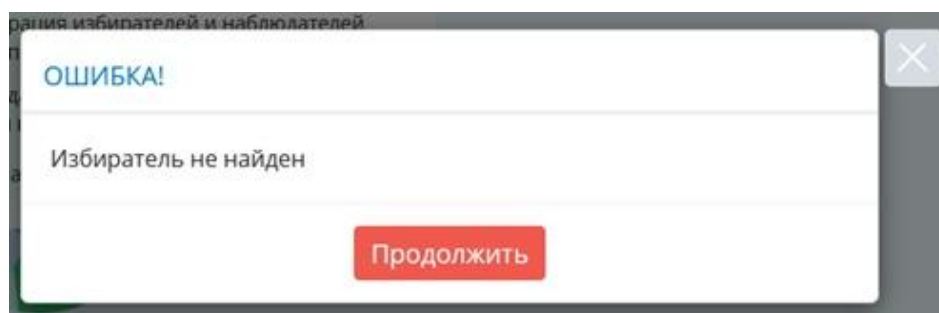 рация избирателей и наблюдателей
ОШИБКА!
Избиратель не найден
Продолжить